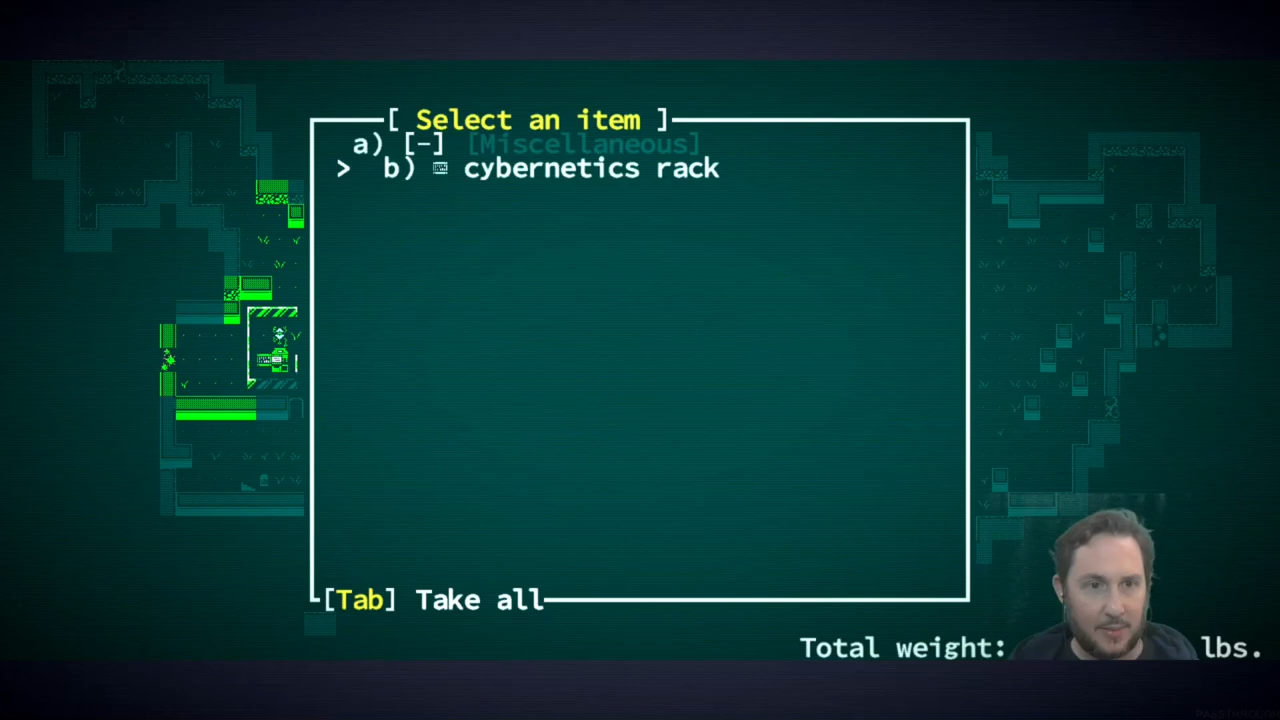 [ Select an item ]
a) [-] [Miscellaneous]
> b) cybernetics rack
[Tab] Take all
Total weight: lbs.